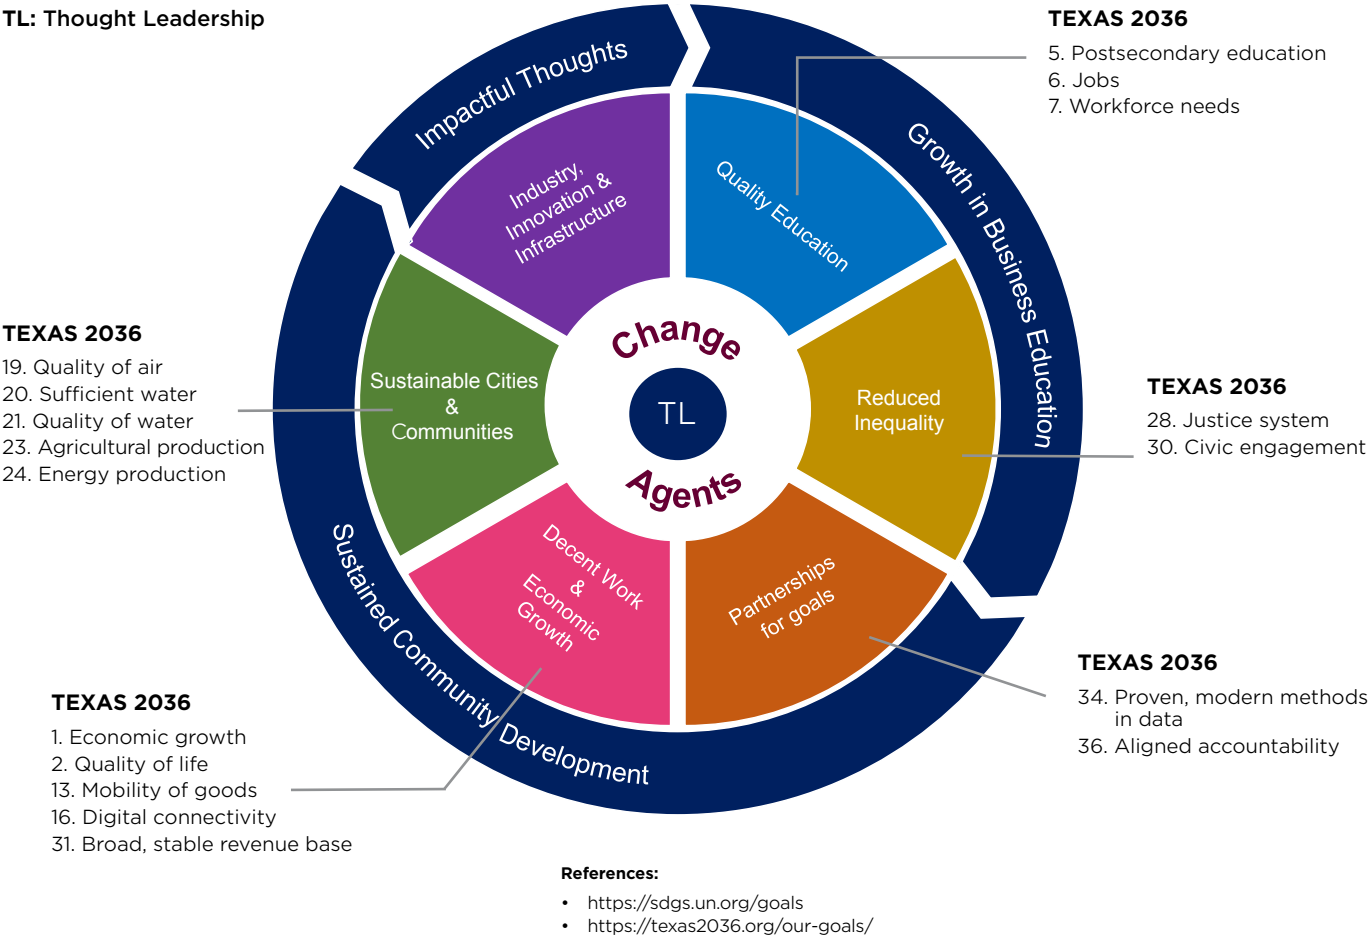 TL: Thought Leadership
TEXAS 2036
5. Postsecondary education
6. Jobs
7. Workforce needs
Impactful Thoughts
Growth in Business Education
Sustained Community Development
Industry,
Innovation &
Infrastructure
Quality Education
Sustainable Cities
&
Communities
Reduced
Inequality
Decent Work
&
Economic
Growth
Partnerships
for goals
Change
TL
Agents
TEXAS 2036
19. Quality of air
20. Sufficient water
21. Quality of water
23. Agricultural production
24. Energy production
TEXAS 2036
28. Justice system
30. Civic engagement
TEXAS 2036
34. Proven, modern methods
in data
36. Aligned accountability
TEXAS 2036
1. Economic growth
2. Quality of life
13. Mobility of goods
16. Digital connectivity
31. Broad, stable revenue base
References:
• https://sdgs.un.org/goals
• https://texas2036.org/our-goals/